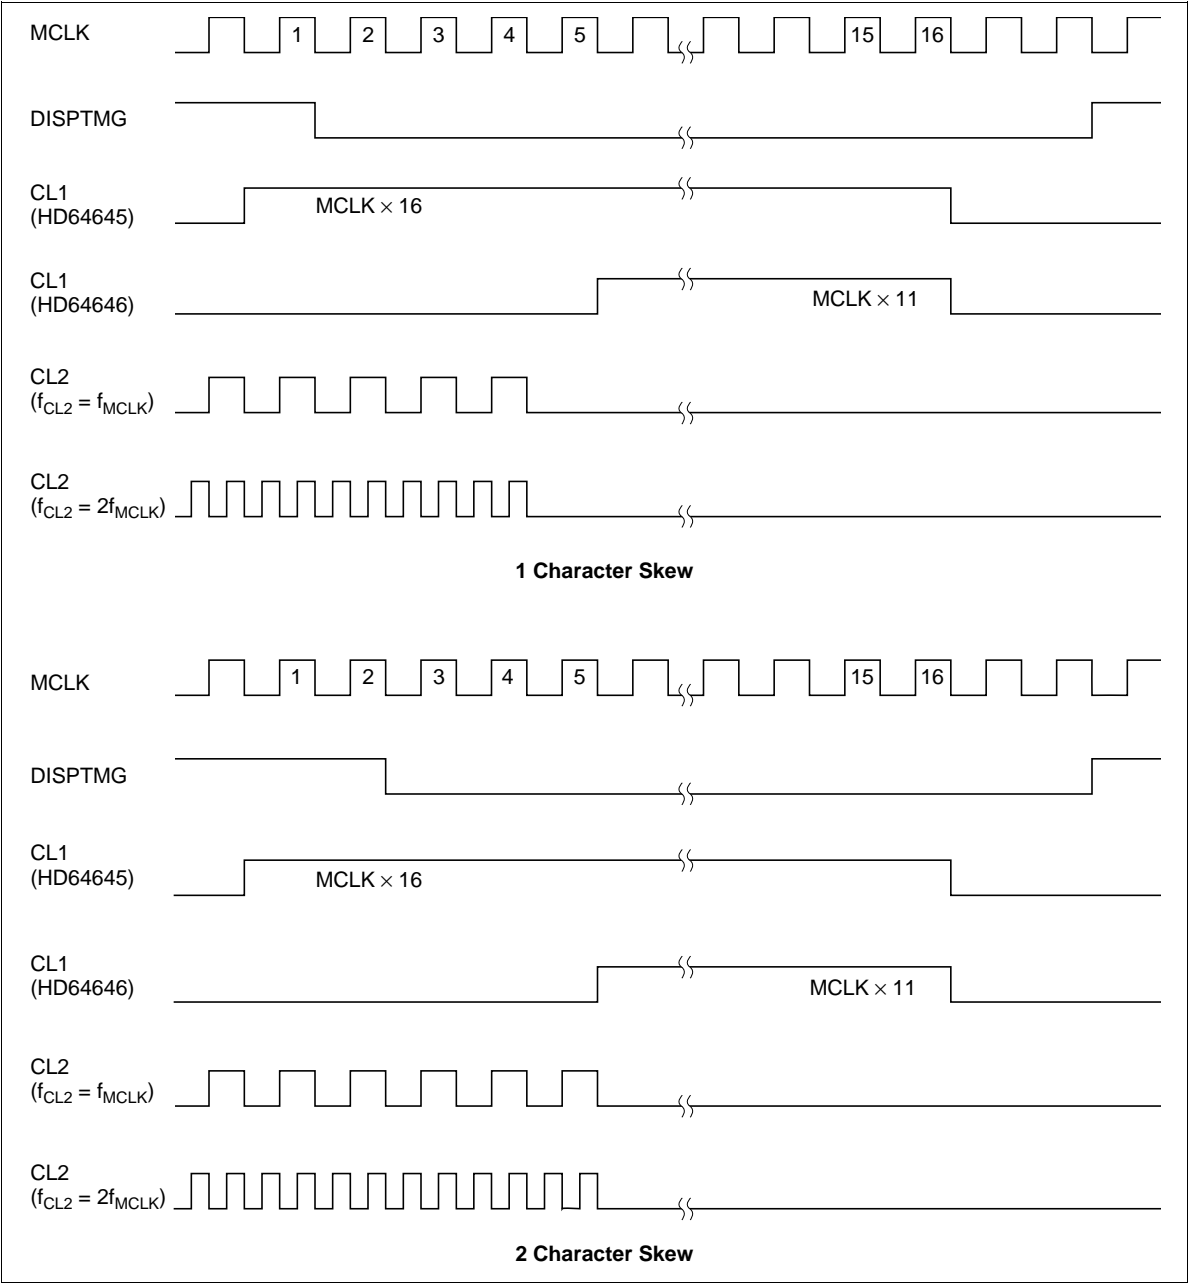 MCLK 1 2 3 4 5 15 16
DISPTMG
CL1
(HD64645)
MCLK × 16
CL1
(HD64646)
MCLK × 11
CL2
(fCL2 = fMCLK)
CL2
(fCL2 = 2fMCLK)
1 Character Skew
MCLK 1 2 3 4 5 15 16
DISPTMG
CL1
(HD64645)
MCLK × 16
CL1
(HD64646)
MCLK × 11
CL2
(fCL2 = fMCLK)
CL2
(fCL2 = 2fMCLK)
2 Character Skew